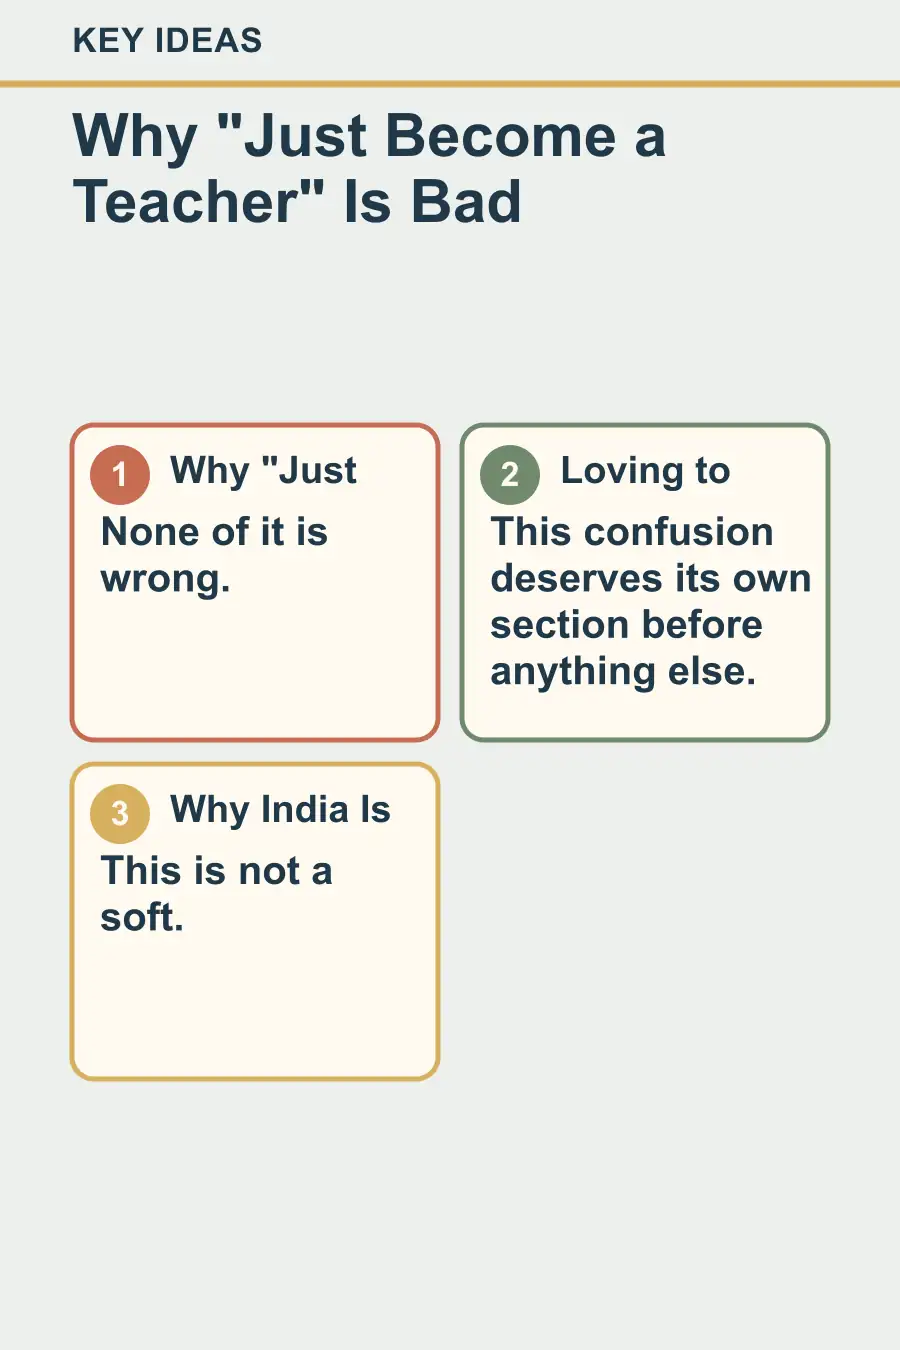 KEY IDEAS
Why "Just Become a
Teacher" Is Bad
1 Why "Just
None of it is
wrong.
2 Loving to
This confusion
deserves its own
section before
anything else.
3 Why India Is
This is not a
soft.